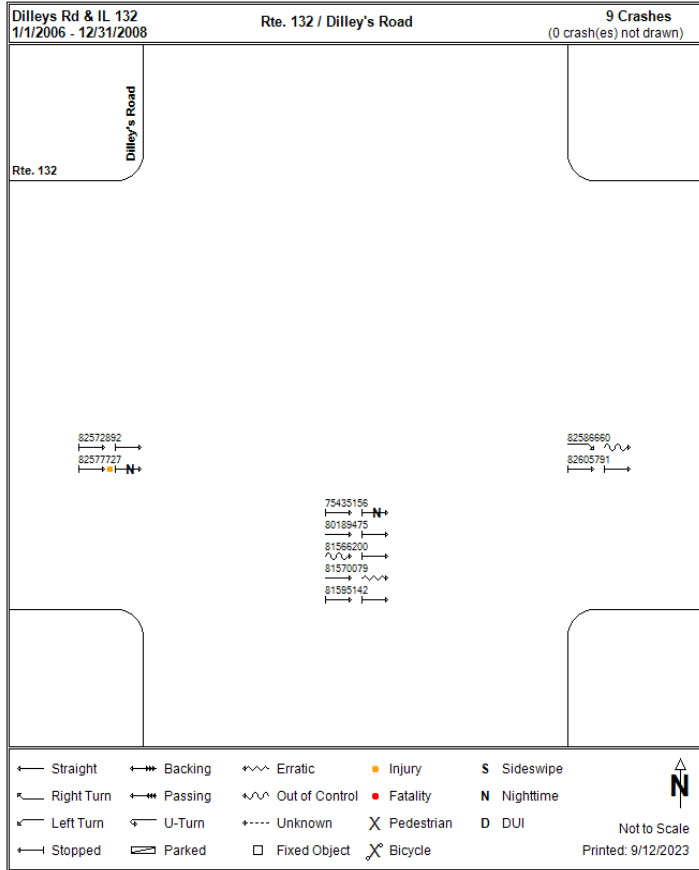 Dilleys Rd & IL 132
1/1/2006 - 12/31/2008
Rte. 132 / Dilley's Road
9 Crashes
(0 crash(es) not drawn)
Dilley's Road
Rte. 132
82572892
82577727
N
82586660
82605791
75435156
N
80189475
81566200
81570079
81595142
Straight
Backing
Erratic
Injury
S Sideswipe
Right Turn
Passing
Out of Control
Fatality
N Nighttime
Left Turn
U-Turn
Unknown
Pedestrian
D DUI
Stopped
Parked
Fixed Object
Bicycle
N
Not to Scale
Printed: 9/12/2023